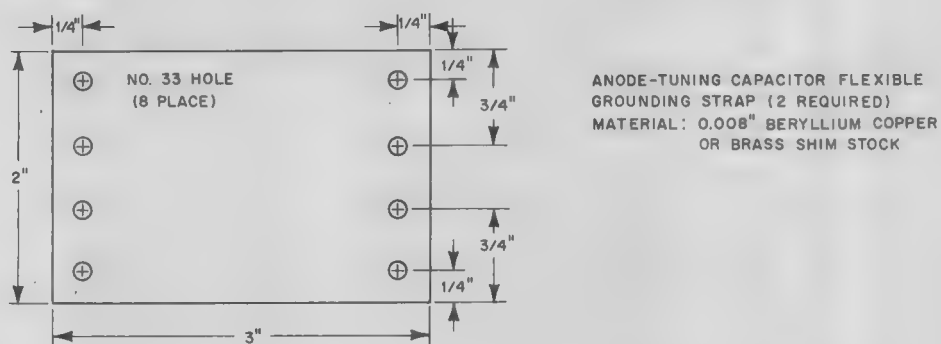 1/4" 1/4"
NO. 33 HOLE
(8 PLACE)
1/4"
3/4"
2"
3/4"
1/4"
3"
ANODE-TUNING CAPACITOR FLEXIBLE
GROUNDING STRAP (2 REQUIRED)
MATERIAL: 0.008" BERYLLIUM COPPER
OR BRASS SHIM STOCK